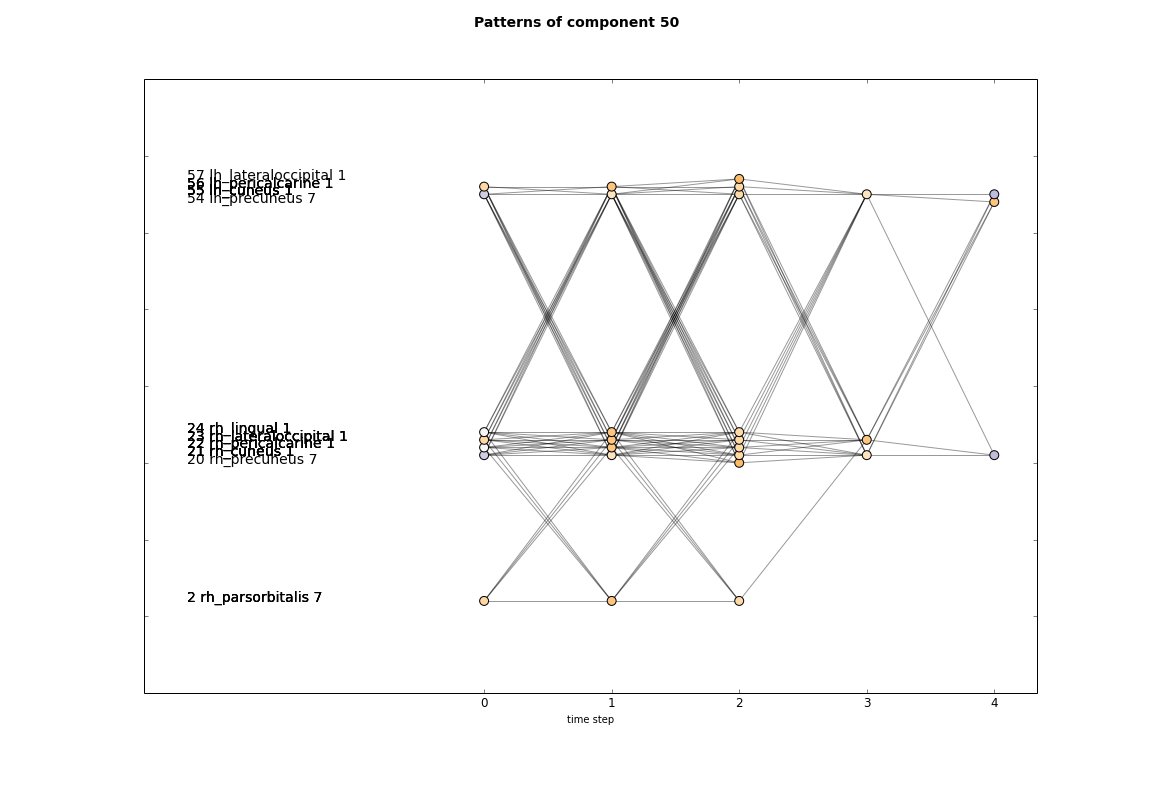 Patterns of component 50
57 lh_lateraloccipital 1
56 lh_pericalcarine 1
55 lh_cuneus 1
54 lh_precuneus 7
24 rh_lingual 1
23 rh_lateraloccipital 1
22 rh_pericalcarine 1
21 rh_cuneus 1
20 rh_precuneus 7
2 rh_parsorbitalis 7
0 1 2 3 4
time step